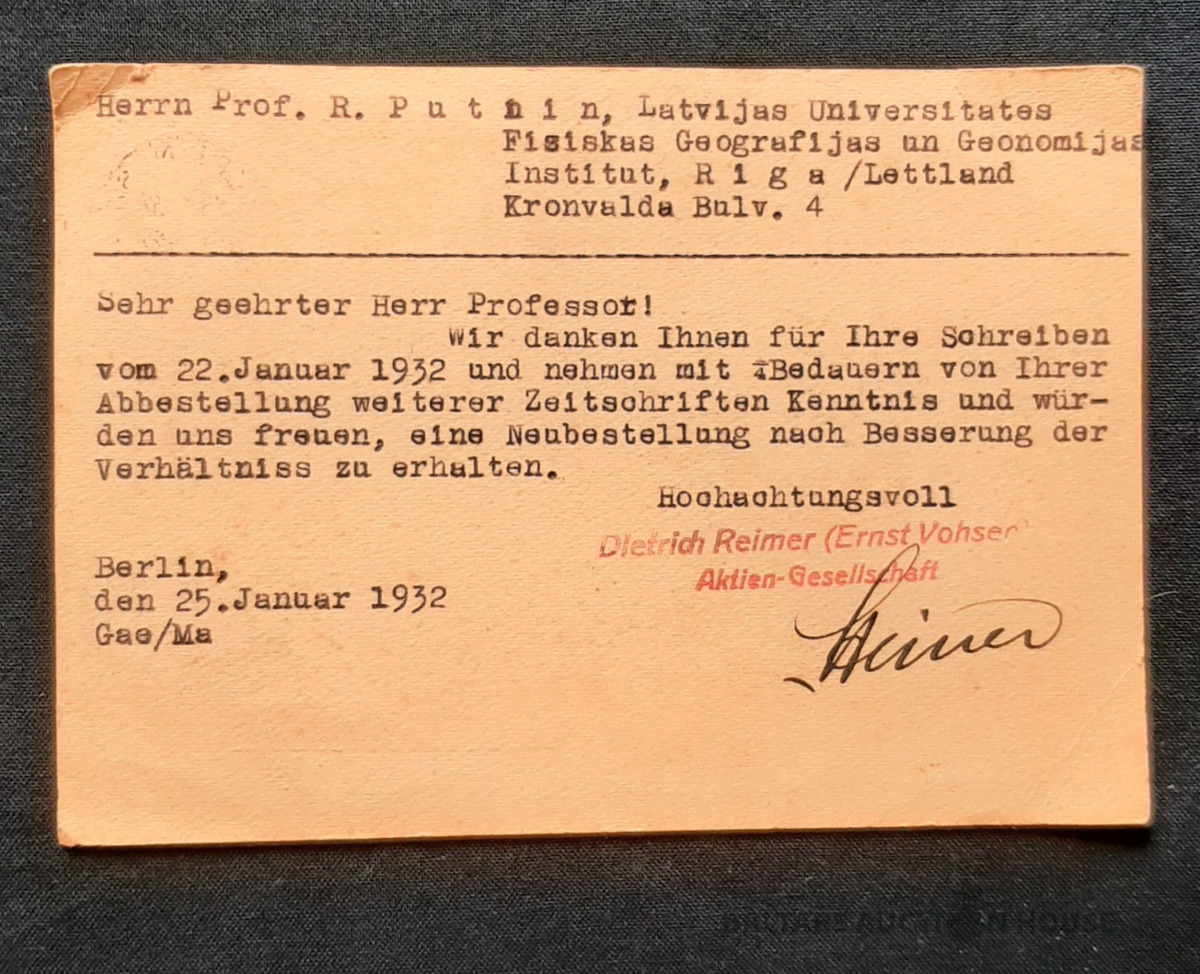 Herrn Prof. R. P u t n i n, Latvijas Universitates
Fisiskas Geografijas un Geonomijas
Institut, R i g a /Lettland
Kronvalda Bulv. 4
Sehr geehrter Herr Professor!
Wir danken Ihnen für Ihre Schreiben
vom 22.Januar 1932 und nehmen mit Bedauern von Ihrer
Abbestellung weiterer Zeitschriften Kenntnis und wür-
den uns freuen, eine Neubestellung nach Besserung der
Verhältniss zu erhalten.
Hochachtungsvoll
Dietrich Reimer (Ernst Vohsen)
Aktien-Gesellschaft
Berlin,
den 25.Januar 1932
Gae/Ma